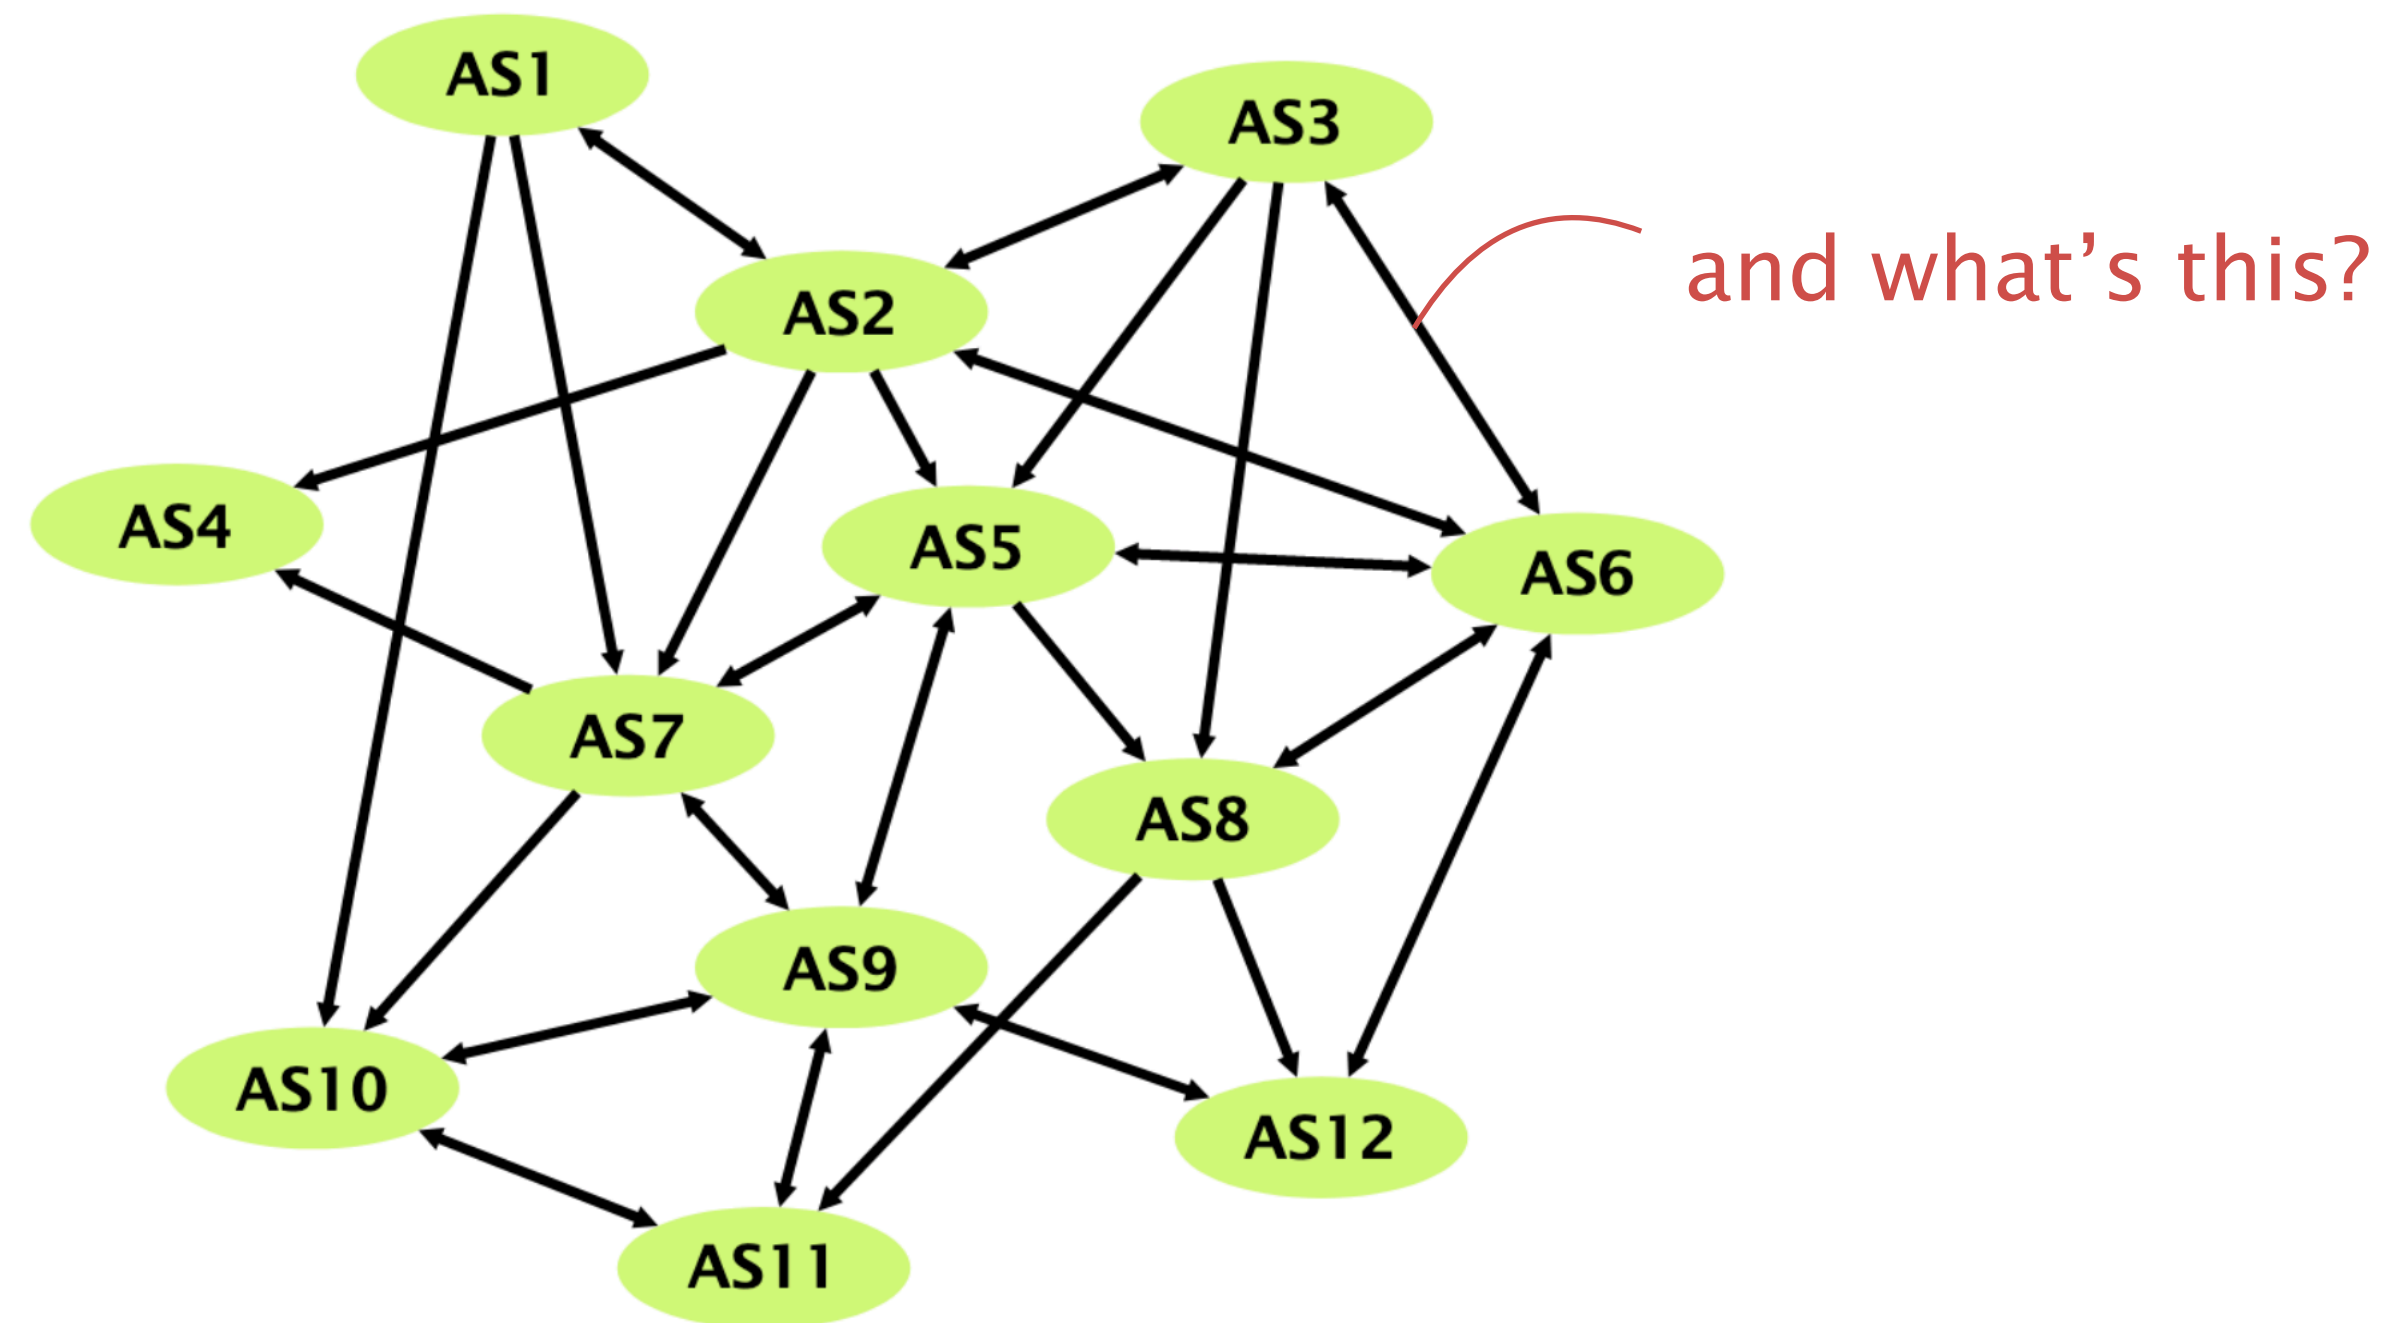 AS1
AS3
and what’s this?
AS2
AS4
AS5
AS6
AS7
AS8
AS9
AS10
AS12
AS11